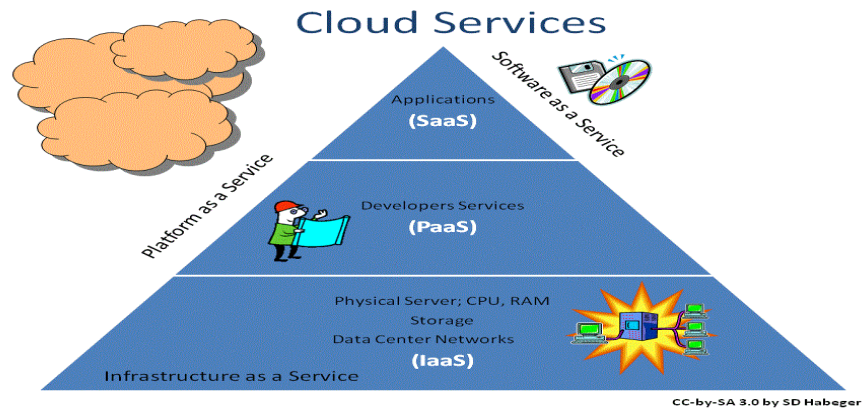 Cloud Services
Software as a Service
Applications
(SaaS)
Platform as a Service
Developers Services
(PaaS)
Physical Server; CPU, RAM
Storage
Data Center Networks
(IaaS)
Infrastructure as a Service
CC-by-SA 3.0 by SD Habeger